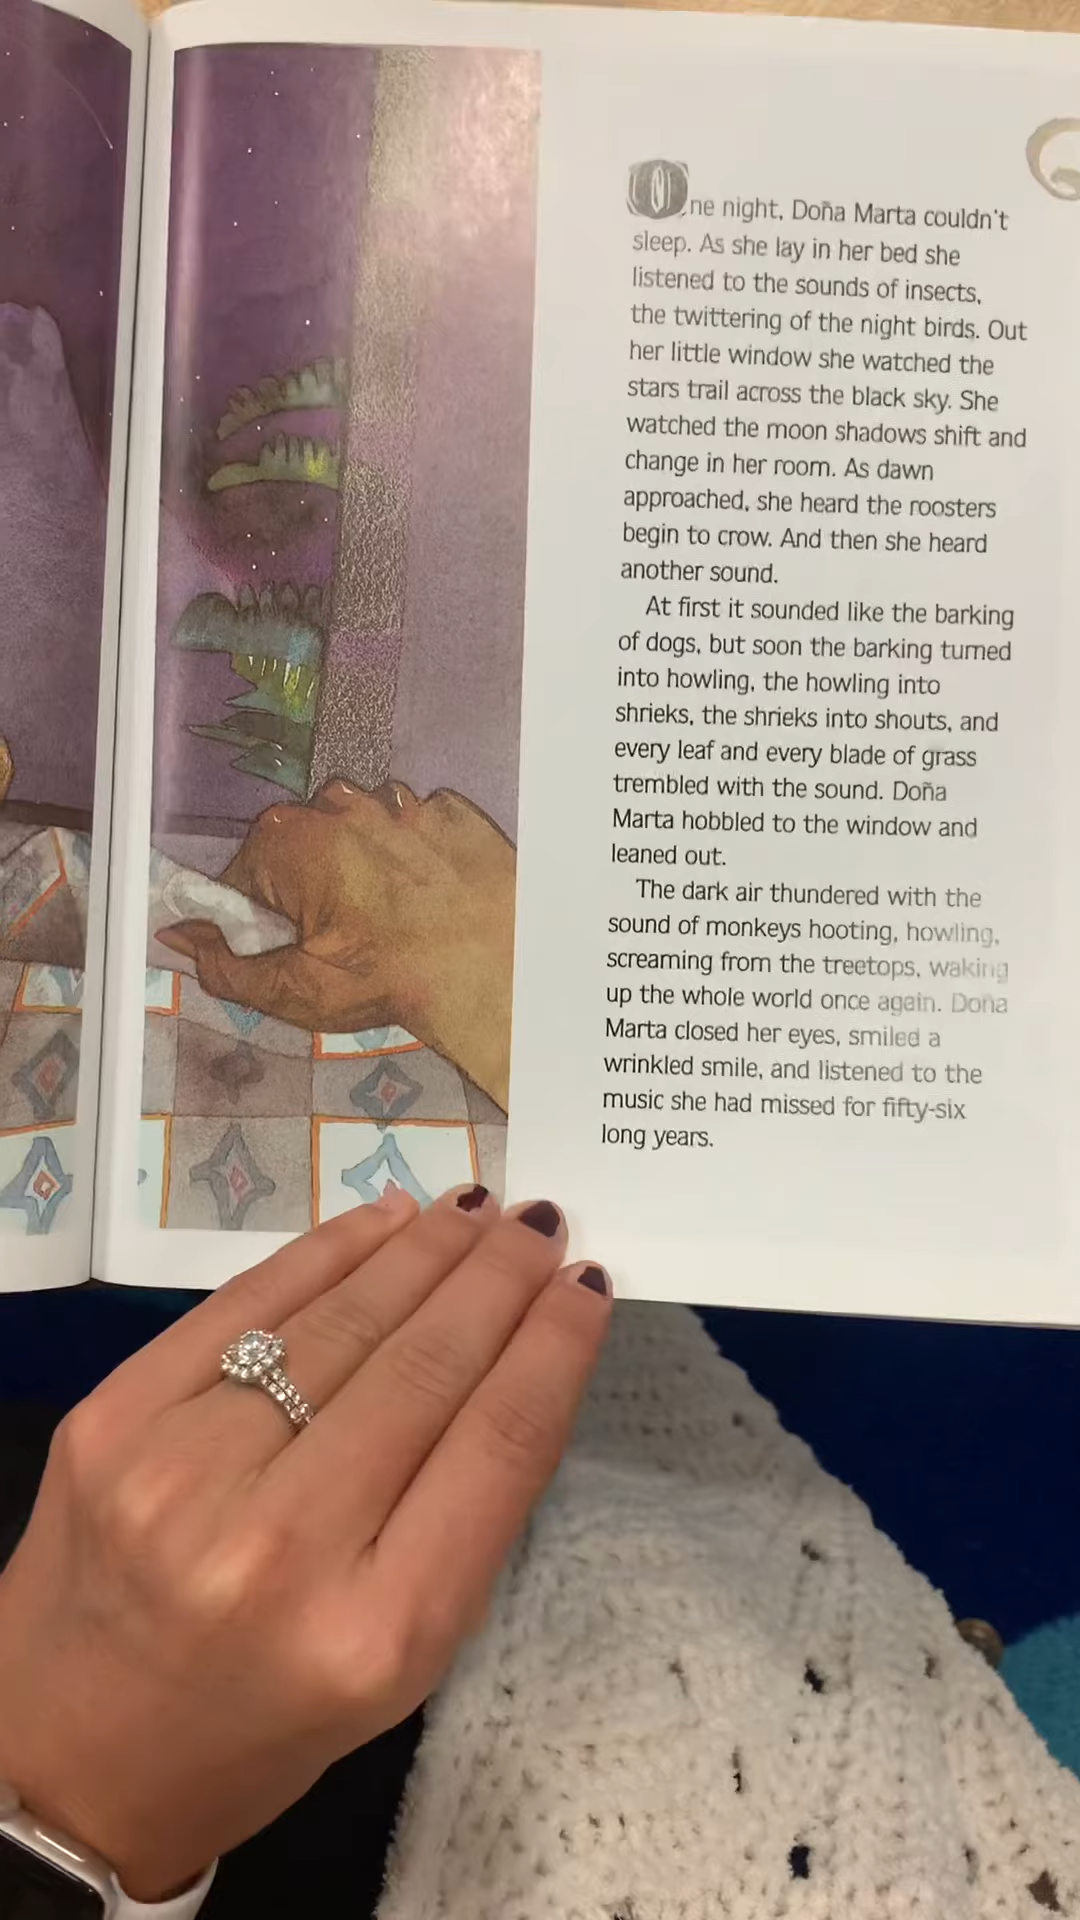 One night, Doña Marta couldn't
sleep. As she lay in her bed she
listened to the sounds of insects,
the twittering of the night birds. Out
her little window she watched the
stars trail across the black sky. She
watched the moon shadows shift and
change in her room. As dawn
approached, she heard the roosters
begin to crow. And then she heard
another sound.
At first it sounded like the barking
of dogs, but soon the barking turned
into howling, the howling into
shrieks, the shrieks into shouts, and
every leaf and every blade of grass
trembled with the sound. Doña
Marta hobbled to the window and
leaned out.
The dark air thundered with the
sound of monkeys hooting, howling,
screaming from the treetops, waking
up the whole world once again. Doña
Marta closed her eyes, smiled a
wrinkled smile, and listened to the
music she had missed for fifty-six
long years.